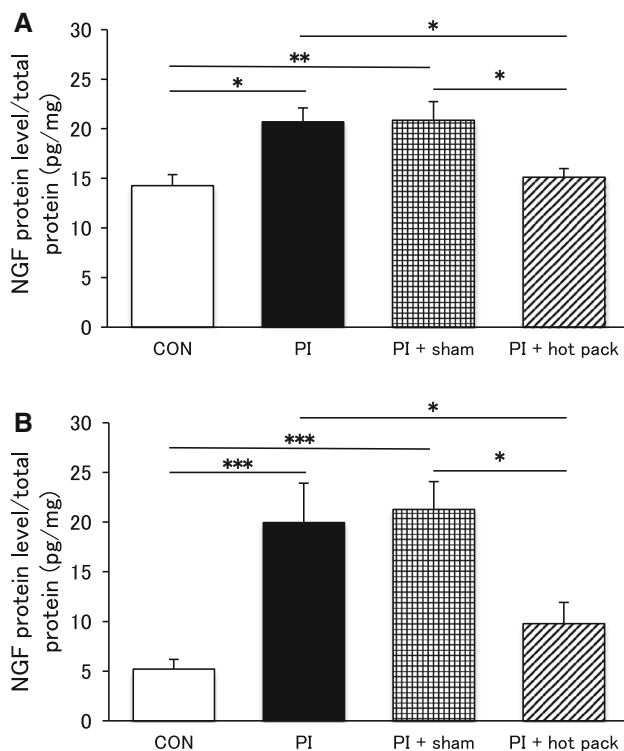 A
NGF protein level/total
protein (pg/mg)
30
25
20
15
10
5
0
*
**
*
*
CON PI PI + sham PI + hot pack
B
NGF protein level/total
protein (pg/mg)
30
25
20
15
10
5
0
*
***
***
*
CON PI PI + sham PI + hot pack